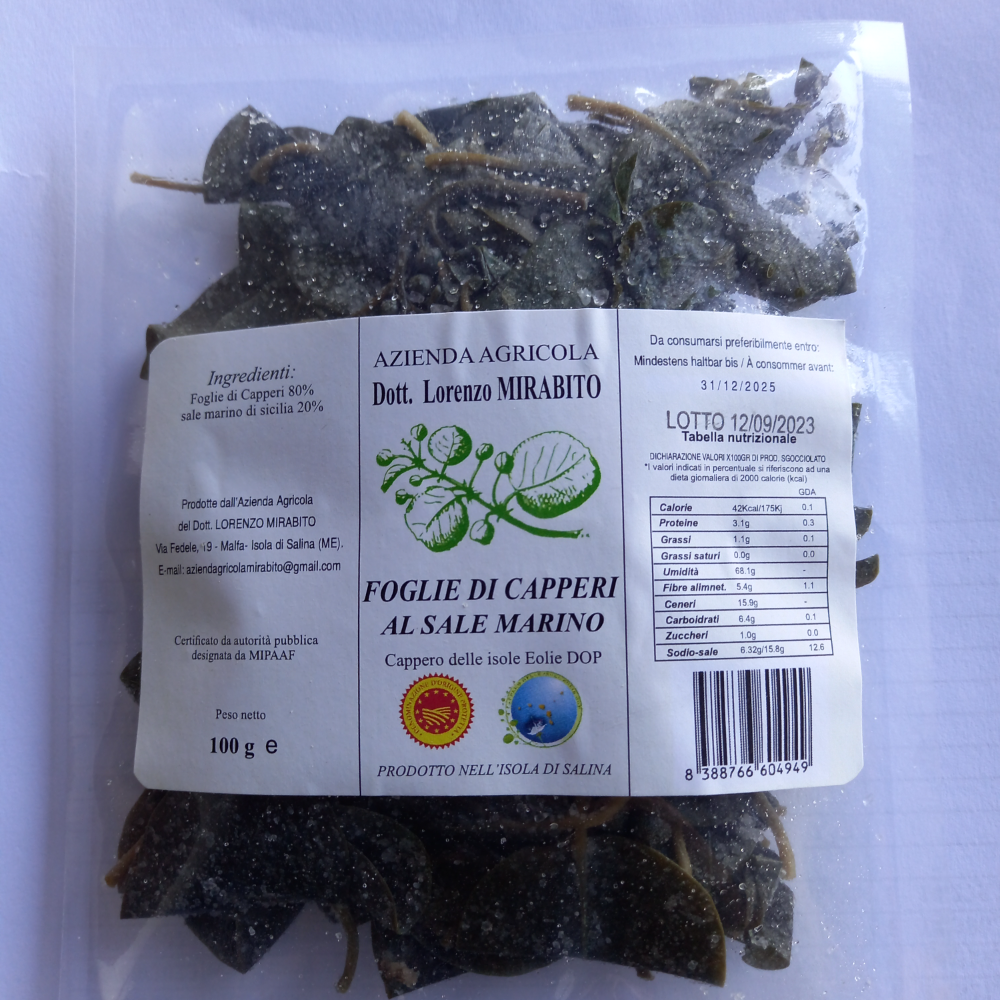 Ingredienti:
Foglie di Capperi 80%
sale marino di sicilia 20%
Prodotte dall'Azienda Agricola
del Dott. LORENZO MIRABITO
Via Fedele, 19 - Malfa- Isola di Salina (ME).
E-mail: aziendagricolamirabito@gmail.com
Certificato da autorità pubblica
designata da MIPAAF
Peso netto
100 g e
AZIENDA AGRICOLA
Dott. Lorenzo MIRABITO
FOGLIE DI CAPPERI
AL SALE MARINO
Cappero delle isole Eolie DOP
DENOMINAZIONE D'ORIGINE PROTETTA
PRODOTTO NELL'ISOLA DI SALINA
Da consumarsi preferibilmente entro:
Mindestens haltbar bis / À consommer avant:
31/12/2025
LOTTO 12/09/2023
Tabella nutrizionale
DICHIARAZIONE VALORI X100GR DI PROD. SGOCCIOLATO
*I valori indicati in percentuale si riferiscono ad una
dieta giornaliera di 2000 calorie (kcal)
GDA
Calorie 42Kcal/175Kj 0.1
Proteine 3.1g 0.3
Grassi 1.1g 0.1
Grassi saturi 0.0g 0.0
Umidità 68.1g -
Fibre alimnet. 5.4g 1.1
Ceneri 15.9g -
Carboidrati 6.4g 0.1
Zuccheri 1.0g 0.0
Sodio-sale 6.32g/15.8g 12.6
8 388766 604949